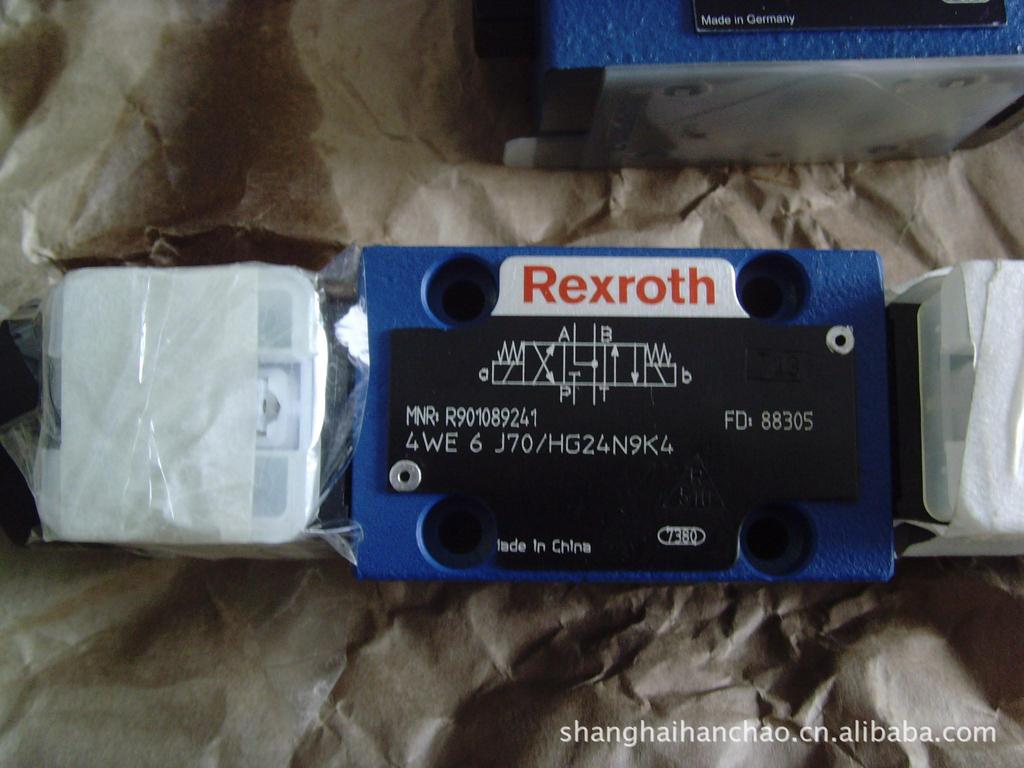 Made in Germany
Rexroth
A B
a b
P T
MNR: R901089241 FD: 88305
4WE 6 J70/HG24N9K4
Made in China 7380
shanghaihanchao.cn.alibaba.com